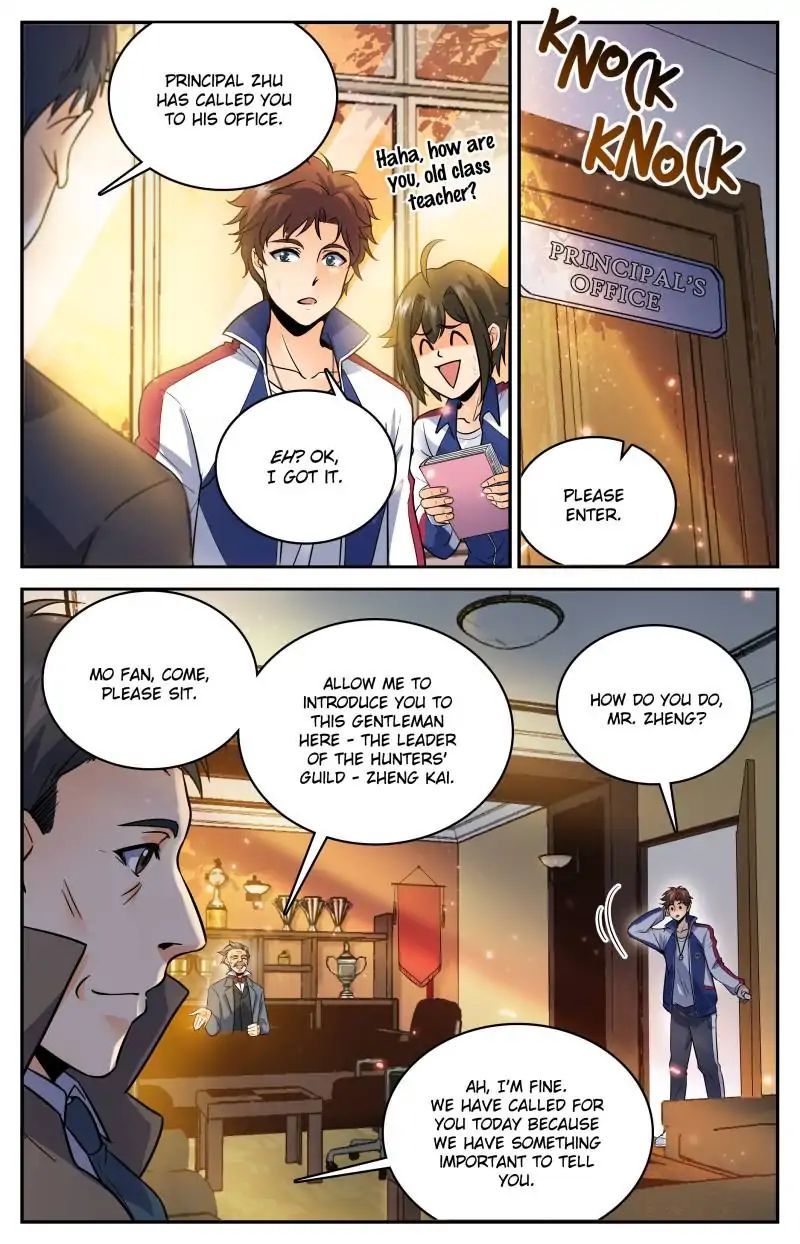 PRINCIPAL ZHU
HAS CALLED YOU
TO HIS OFFICE.
Haha, how are
you, old class
teacher?
EH? OK,
I GOT IT.
KNOCK
KNOCK
PRINCIPAL'S
OFFICE
PLEASE
ENTER.
MO FAN, COME,
PLEASE SIT.
ALLOW ME TO
INTRODUCE YOU TO
THIS GENTLEMAN
HERE - THE LEADER
OF THE HUNTERS'
GUILD - ZHENG KAI.
HOW DO YOU DO,
MR. ZHENG?
AH, I'M FINE.
WE HAVE CALLED FOR
YOU TODAY BECAUSE
WE HAVE SOMETHING
IMPORTANT TO TELL
YOU.